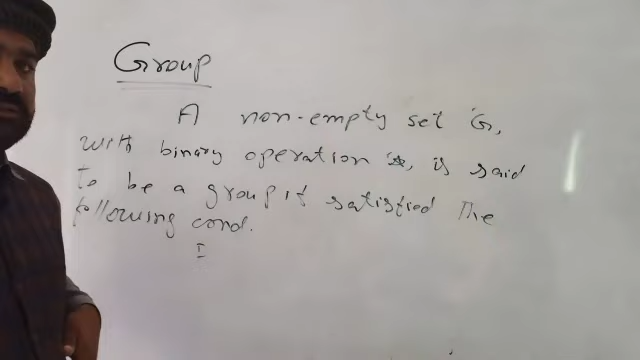 Group
A non-empty set G,
with binary operation *, is said
to be a group if satisfied the
following cond.
I